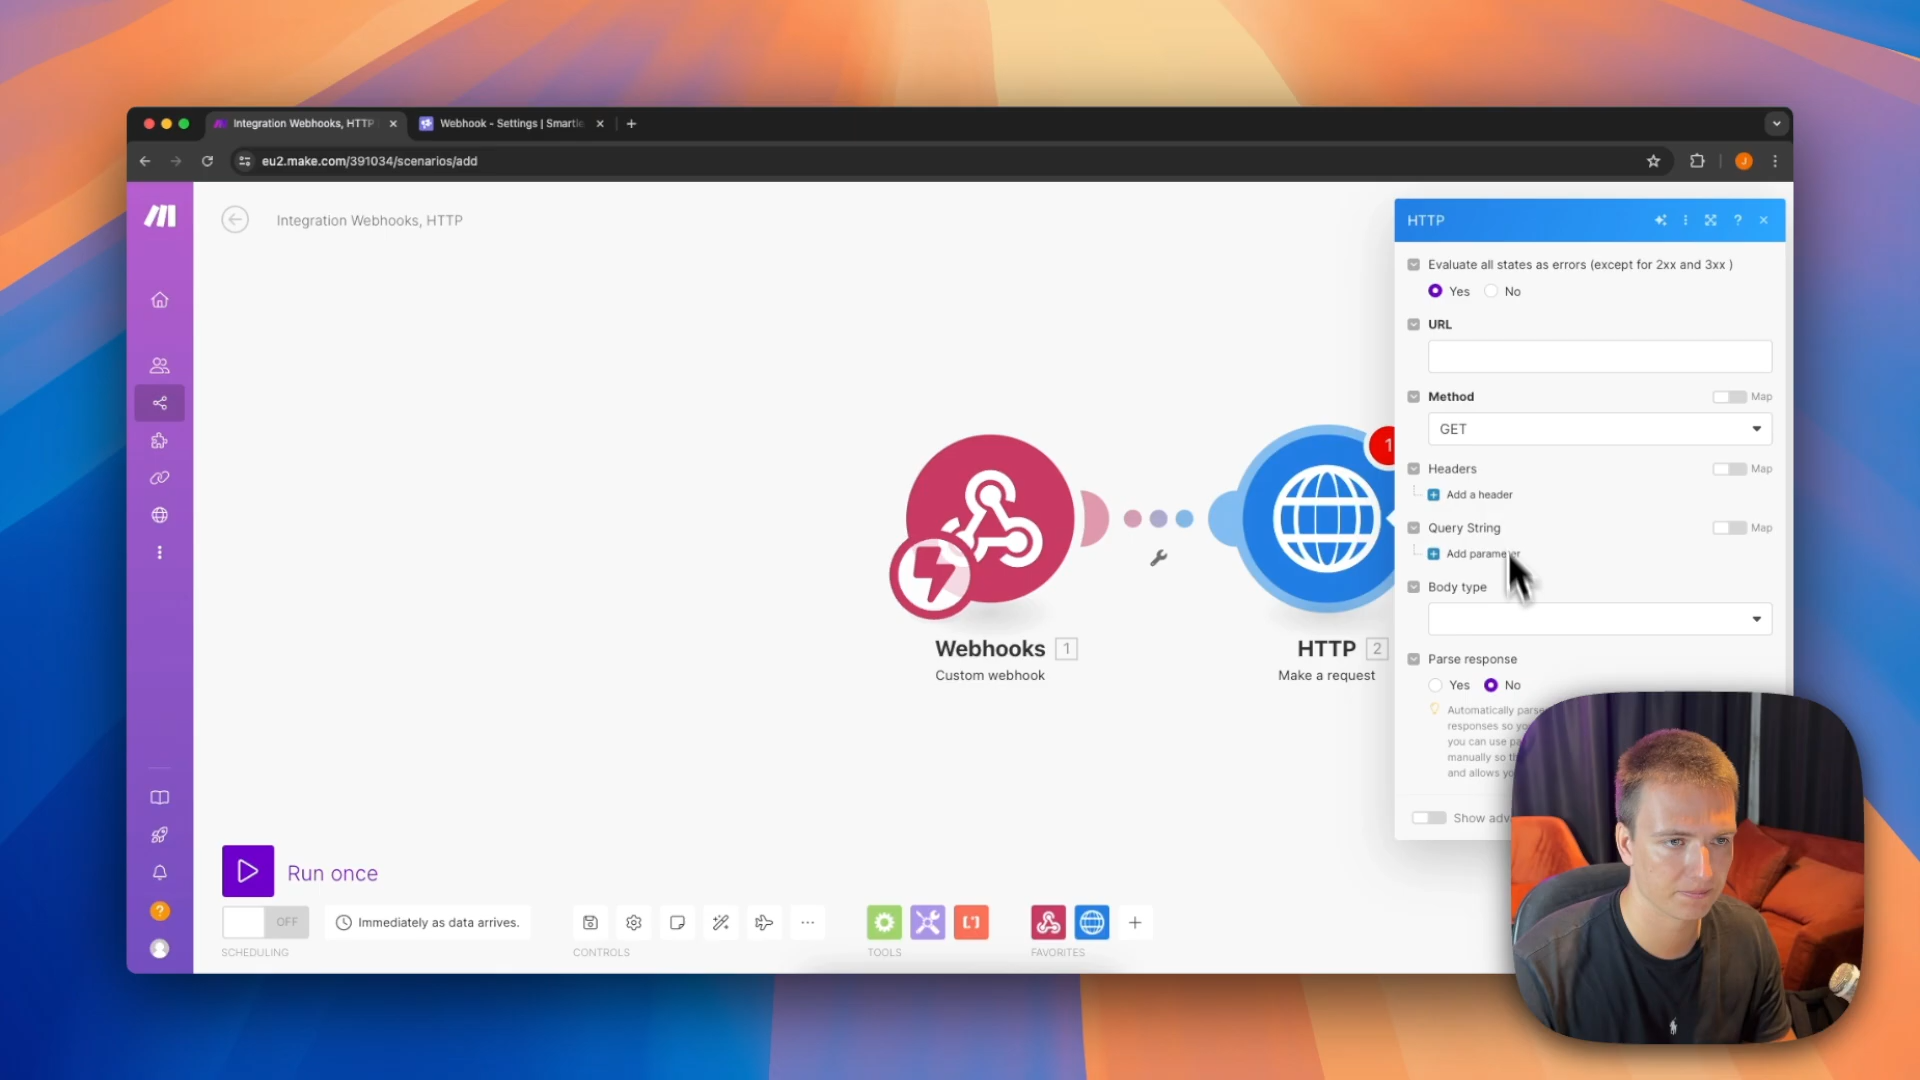 Integration Webhooks, HTTP
Webhook - Settings | Smartle
eu2.make.com/391034/scenarios/add
J
Integration Webhooks, HTTP
HTTP
?
Evaluate all states as errors (except for 2xx and 3xx )
Yes No
URL
Method Map
GET
Headers Map
Add a header
Query String Map
Add parameter
Body type
Parse response
Yes No
Automatically parse
responses so yo
you can use pa
manually so th
and allows yo
Show adv
1
Webhooks 1
Custom webhook
HTTP 2
Make a request
Run once
OFF
Immediately as data arrives.
SCHEDULING
CONTROLS
TOOLS
FAVORITES
?